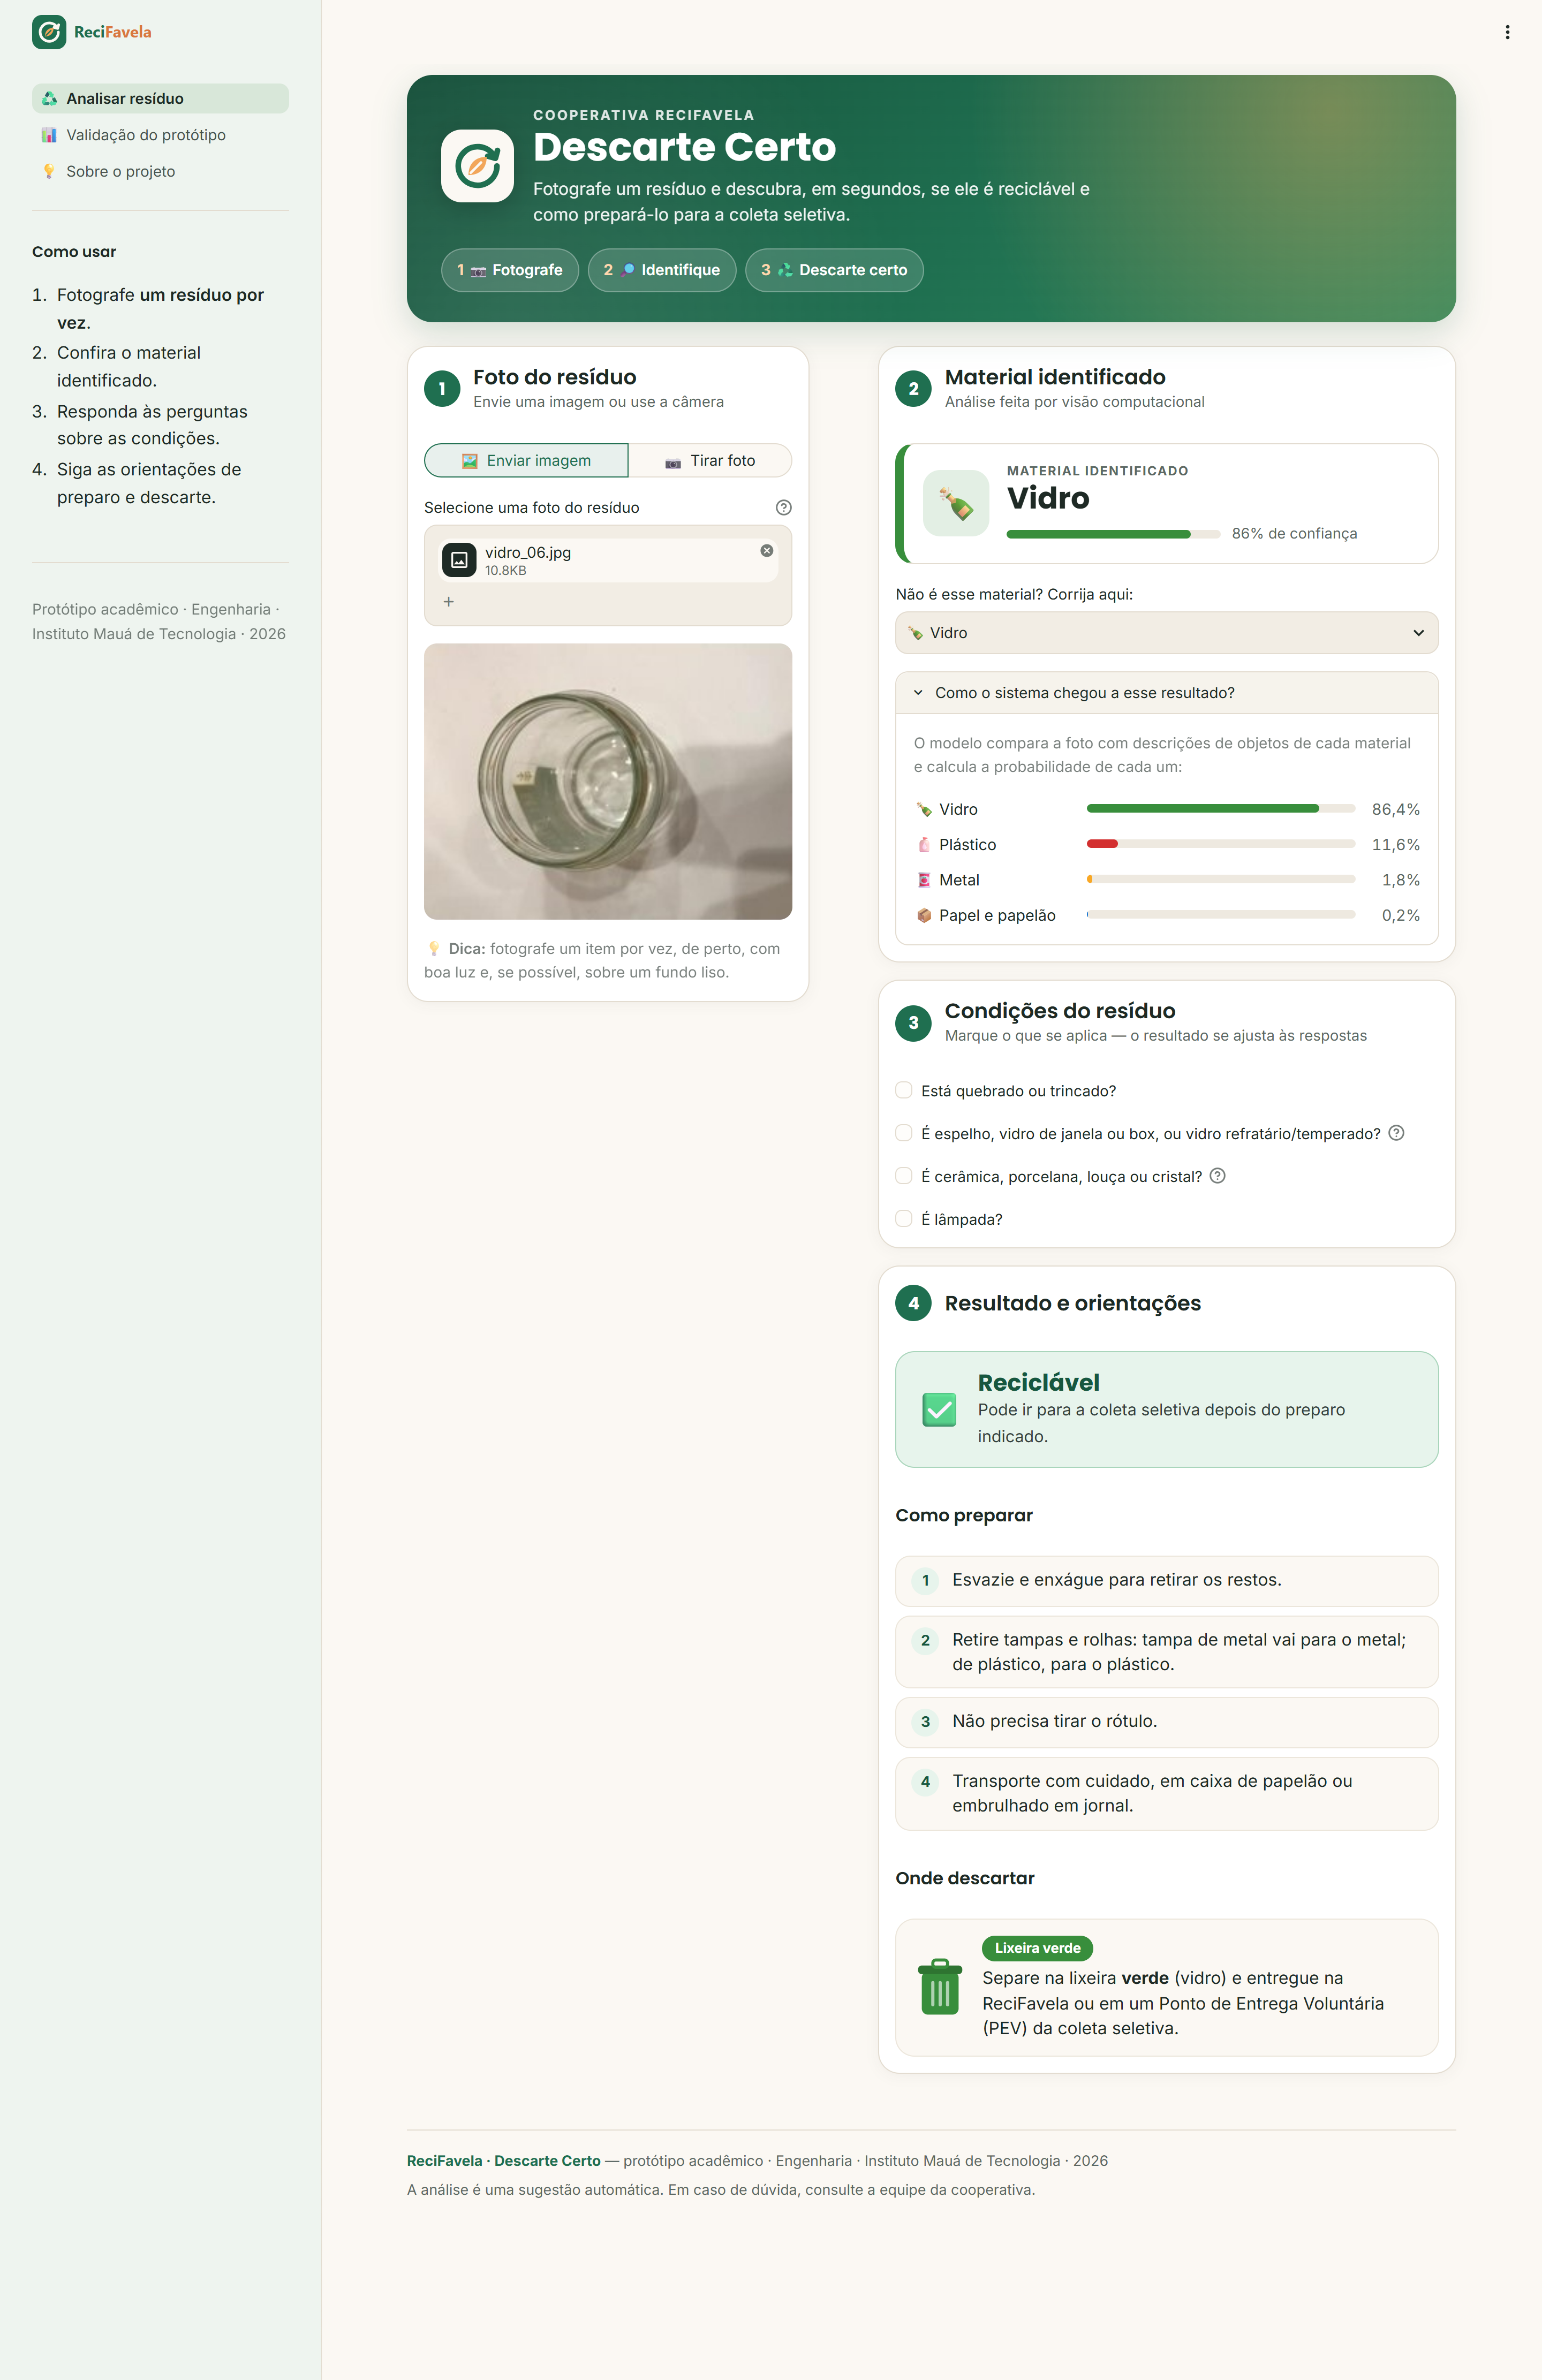 ReciFavela
Analisar resíduo
Validação do protótipo
Sobre o projeto
Como usar
1. Fotografe um resíduo por
vez.
2. Confira o material
identificado.
3. Responda às perguntas
sobre as condições.
4. Siga as orientações de
preparo e descarte.
Protótipo acadêmico · Engenharia ·
Instituto Mauá de Tecnologia · 2026
COOPERATIVA RECIFAVELA
Descarte Certo
Fotografe um resíduo e descubra, em segundos, se ele é reciclável e
como prepará-lo para a coleta seletiva.
1 Fotografe
2 Identifique
3 Descarte certo
1
Foto do resíduo
Envie uma imagem ou use a câmera
Enviar imagem
Tirar foto
Selecione uma foto do resíduo
vidro_06.jpg
10.8KB
Dica: fotografe um item por vez, de perto, com
boa luz e, se possível, sobre um fundo liso.
2
Material identificado
Análise feita por visão computacional
MATERIAL IDENTIFICADO
Vidro
86% de confiança
Não é esse material? Corrija aqui:
Vidro
Como o sistema chegou a esse resultado?
O modelo compara a foto com descrições de objetos de cada material
e calcula a probabilidade de cada um:
Vidro 86,4%
Plástico 11,6%
Metal 1,8%
Papel e papelão 0,2%
3
Condições do resíduo
Marque o que se aplica — o resultado se ajusta às respostas
Está quebrado ou trincado?
É espelho, vidro de janela ou box, ou vidro refratário/temperado?
É cerâmica, porcelana, louça ou cristal?
É lâmpada?
4
Resultado e orientações
Reciclável
Pode ir para a coleta seletiva depois do preparo
indicado.
Como preparar
1 Esvazie e enxágue para retirar os restos.
2 Retire tampas e rolhas: tampa de metal vai para o metal;
de plástico, para o plástico.
3 Não precisa tirar o rótulo.
4 Transporte com cuidado, em caixa de papelão ou
embrulhado em jornal.
Onde descartar
Lixeira verde
Separe na lixeira verde (vidro) e entregue na
ReciFavela ou em um Ponto de Entrega Voluntária
(PEV) da coleta seletiva.
ReciFavela · Descarte Certo — protótipo acadêmico · Engenharia · Instituto Mauá de Tecnologia · 2026
A análise é uma sugestão automática. Em caso de dúvida, consulte a equipe da cooperativa.